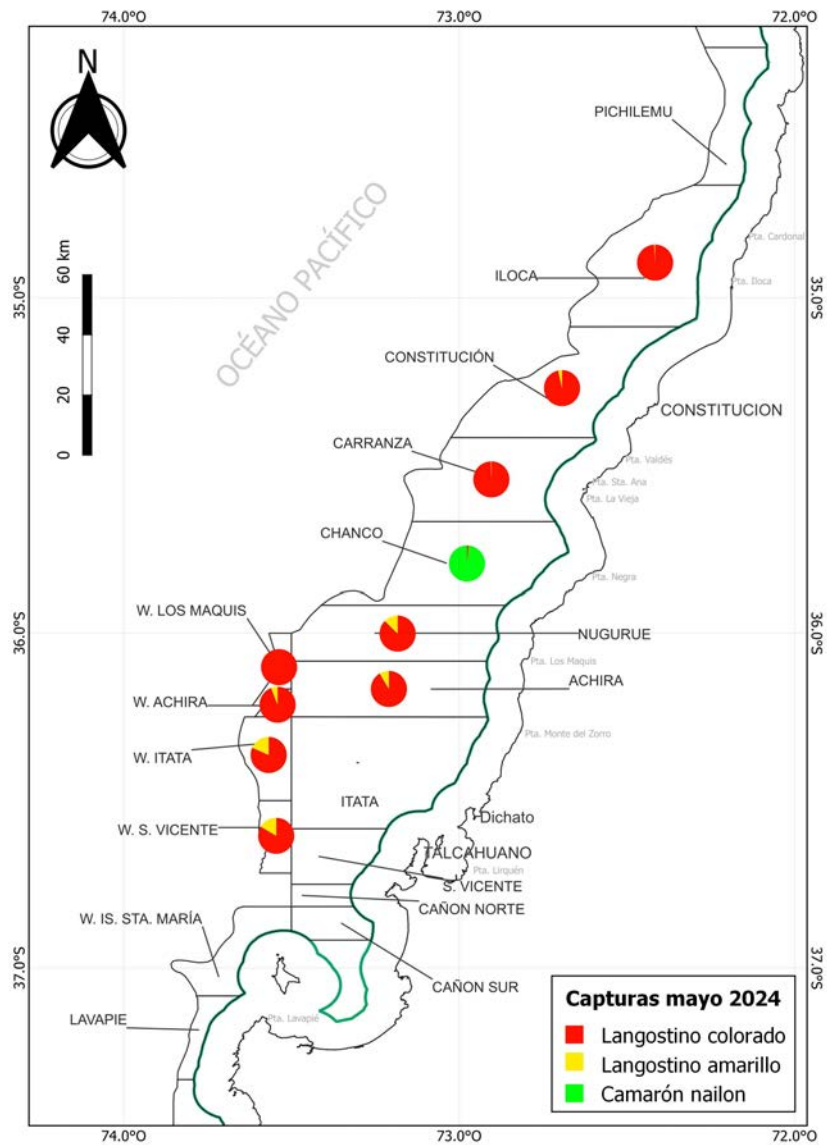 74.0°O
73.0°O
72.0°O
N
PICHILEMU
Pta. Cardonal
OCÉANO PACÍFICO
ILOCA
Pta. Iloca
35.0°S
35.0°S
60 km
40
20
0
CONSTITUCIÓN
CONSTITUCION
CARRANZA
Pta. Valdés
Pta. Sta. Ana
Pta. La Vieja
CHANCO
Pta. Negra
W. LOS MAQUIS
36.0°S
36.0°S
NUGURUE
Pta. Los Maquis
ACHIRA
W. ACHIRA
Pta. Monte del Zorro
W. ITATA
ITATA
Dichato
W. S. VICENTE
TALCAHUANO
Pta. Lirquén
S. VICENTE
CAÑON NORTE
W. IS. STA. MARÍA
37.0°S
37.0°S
CAÑON SUR
LAVAPIE
Pta. Lavapié
Capturas mayo 2024
Langostino colorado
Langostino amarillo
Camarón nailon
74.0°O
73.0°O
72.0°O